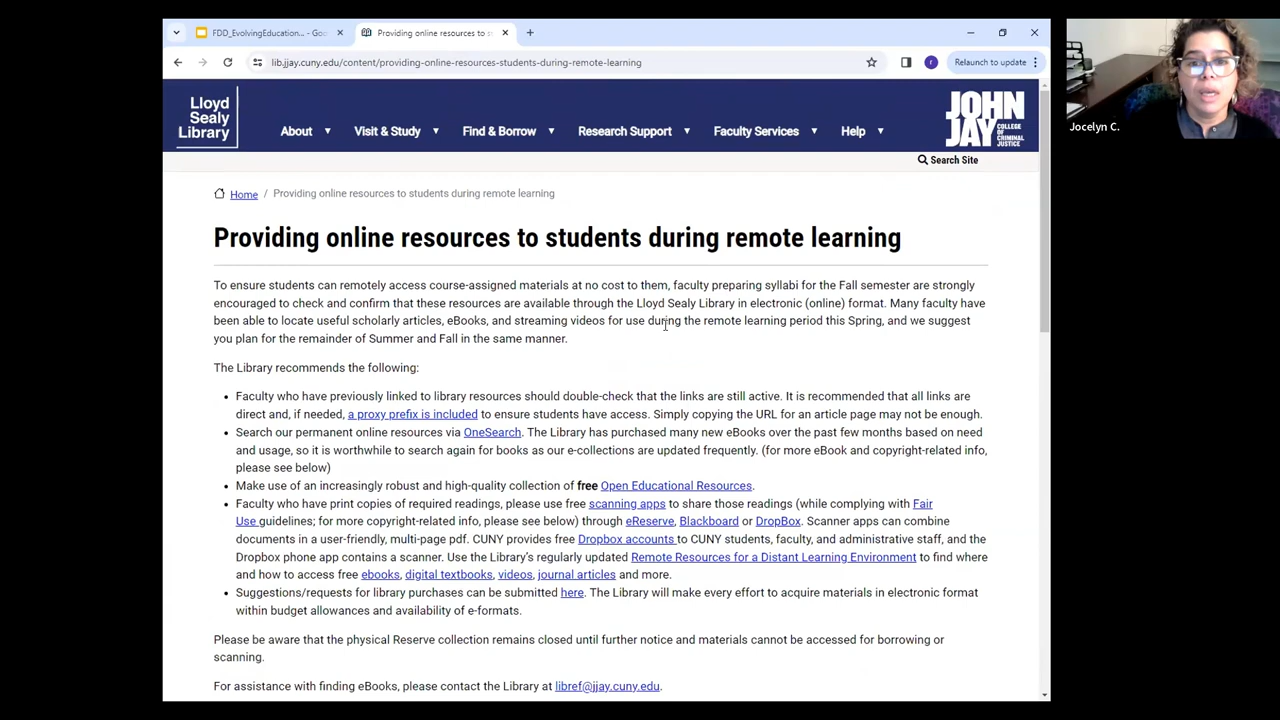 FDD_EvolvingEducation... - Goo
Providing online resources to s
lib.jjay.cuny.edu/content/providing-online-resources-students-during-remote-learning
Relaunch to update
Lloyd
Sealy
Library
About
Visit & Study
Find & Borrow
Research Support
Faculty Services
Help
JOHN
JAY
COLLEGE
OF
CRIMINAL
JUSTICE
Search Site
Home / Providing online resources to students during remote learning
Providing online resources to students during remote learning
To ensure students can remotely access course-assigned materials at no cost to them, faculty preparing syllabi for the Fall semester are strongly
encouraged to check and confirm that these resources are available through the Lloyd Sealy Library in electronic (online) format. Many faculty have
been able to locate useful scholarly articles, eBooks, and streaming videos for use during the remote learning period this Spring, and we suggest
you plan for the remainder of Summer and Fall in the same manner.
The Library recommends the following:
• Faculty who have previously linked to library resources should double-check that the links are still active. It is recommended that all links are
direct and, if needed, a proxy prefix is included to ensure students have access. Simply copying the URL for an article page may not be enough.
• Search our permanent online resources via OneSearch. The Library has purchased many new eBooks over the past few months based on need
and usage, so it is worthwhile to search again for books as our e-collections are updated frequently. (for more eBook and copyright-related info,
please see below)
• Make use of an increasingly robust and high-quality collection of free Open Educational Resources.
• Faculty who have print copies of required readings, please use free scanning apps to share those readings (while complying with Fair
Use guidelines; for more copyright-related info, please see below) through eReserve, Blackboard or DropBox. Scanner apps can combine
documents in a user-friendly, multi-page pdf. CUNY provides free Dropbox accounts to CUNY students, faculty, and administrative staff, and the
Dropbox phone app contains a scanner. Use the Library's regularly updated Remote Resources for a Distant Learning Environment to find where
and how to access free ebooks, digital textbooks, videos, journal articles and more.
• Suggestions/requests for library purchases can be submitted here. The Library will make every effort to acquire materials in electronic format
within budget allowances and availability of e-formats.
Please be aware that the physical Reserve collection remains closed until further notice and materials cannot be accessed for borrowing or
scanning.
For assistance with finding eBooks, please contact the Library at libref@jjay.cuny.edu.
Jocelyn C.